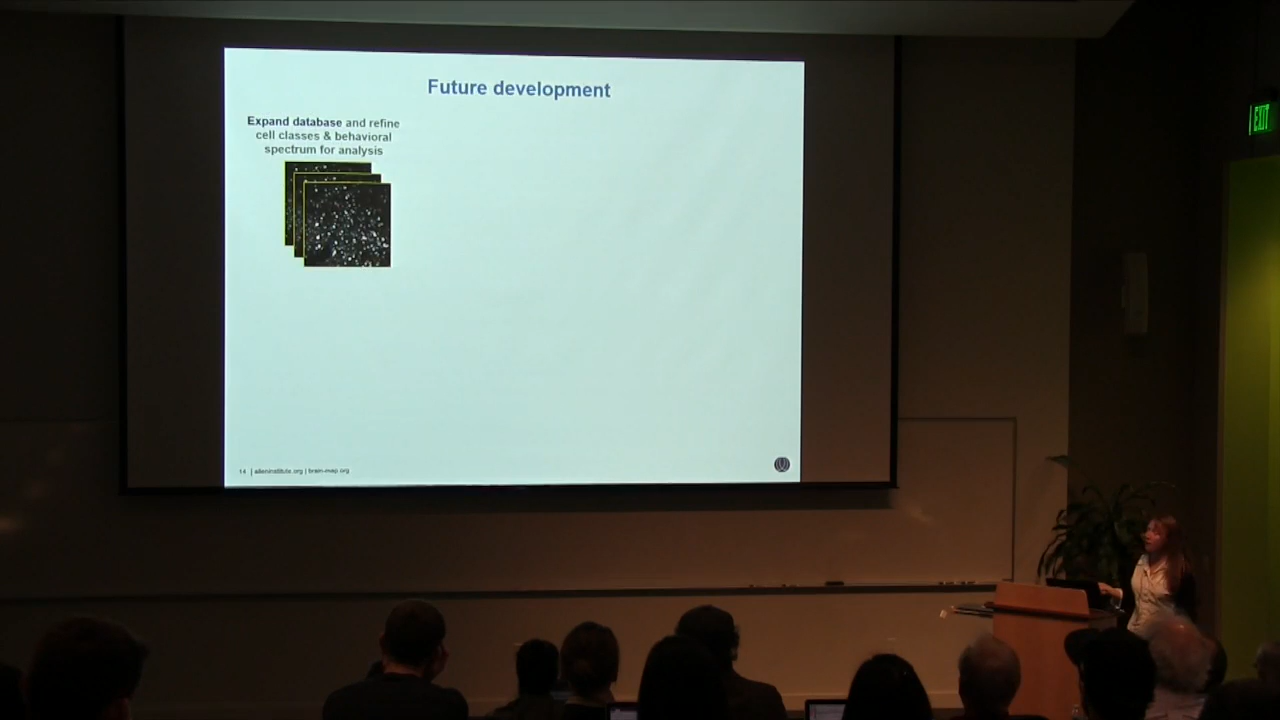 Future development
Expand database and refine
cell classes & behavioral
spectrum for analysis
14 | alleninstitute.org | brain-map.org
EXIT